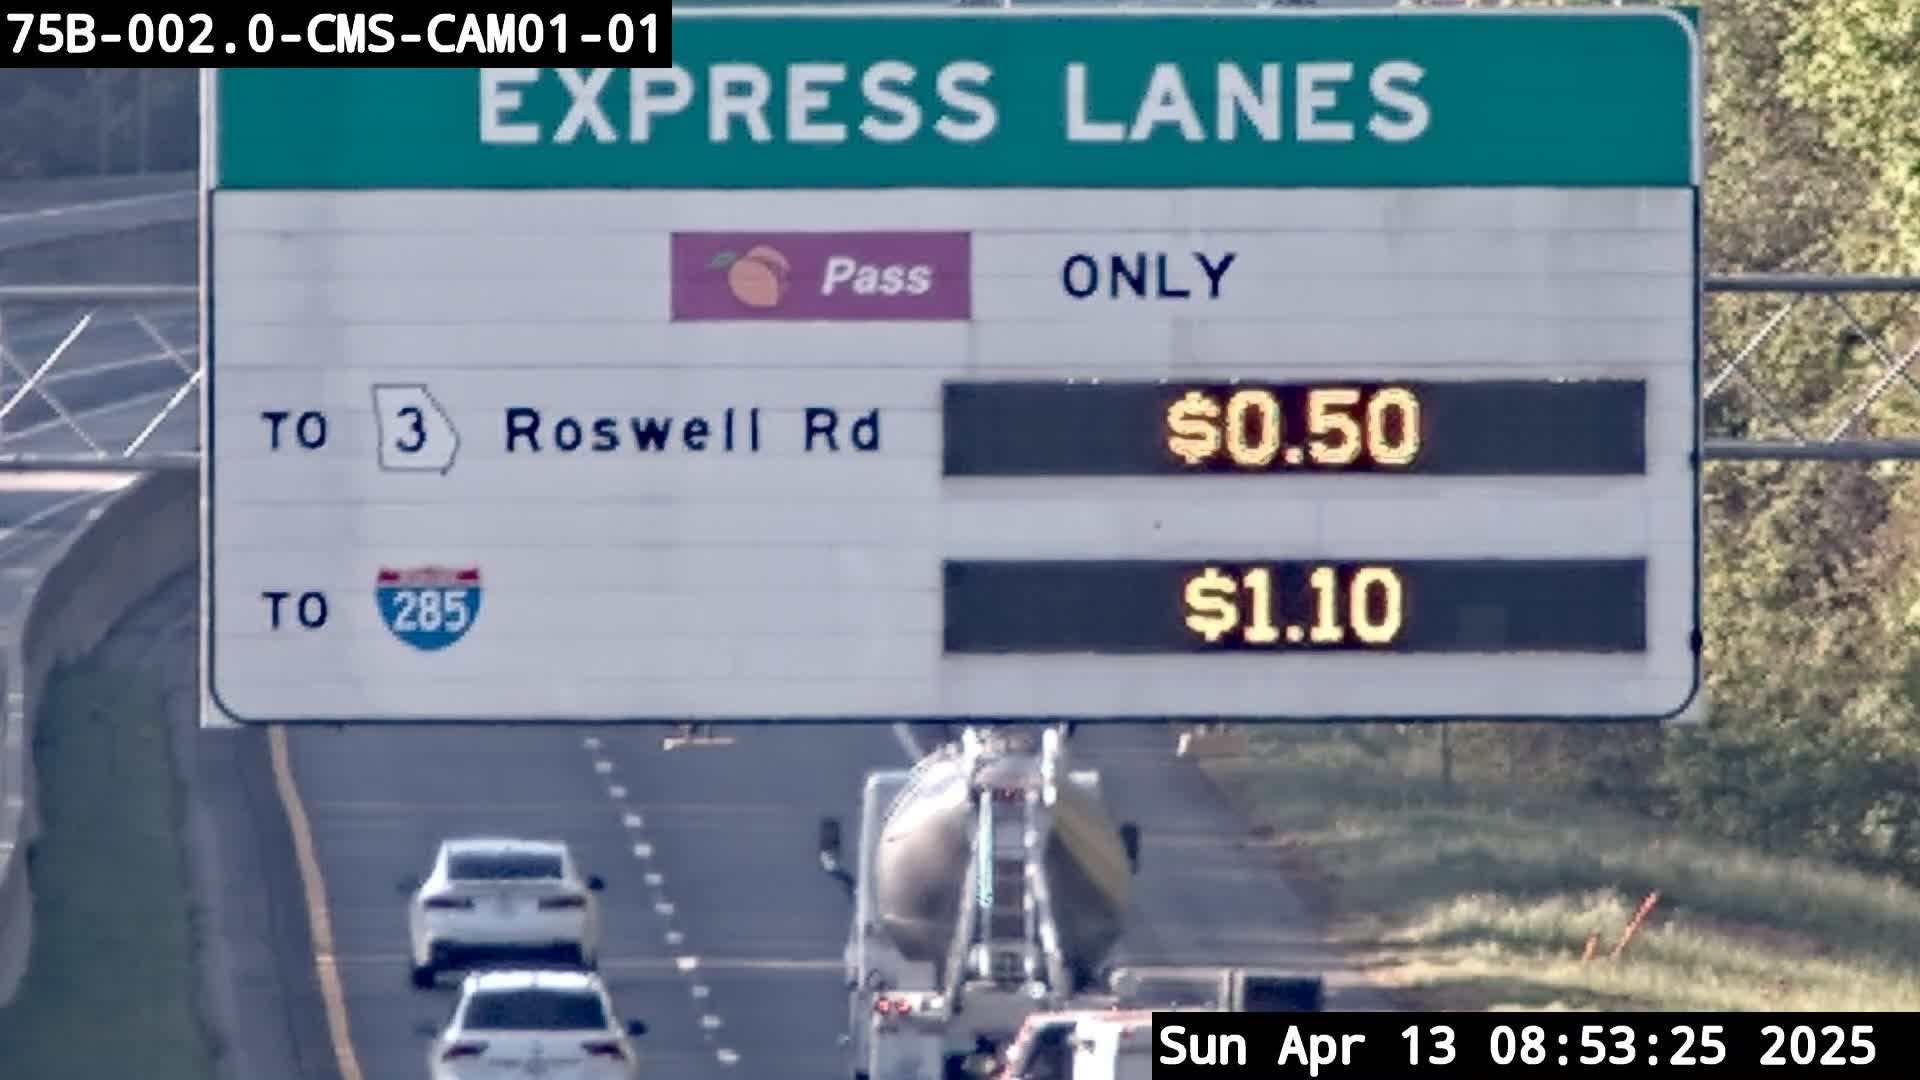 75B-002.0-CMS-CAM01-01
EXPRESS LANES
Pass ONLY
TO 3 Roswell Rd $0.50
TO 285 $1.10
Sun Apr 13 08:53:25 2025